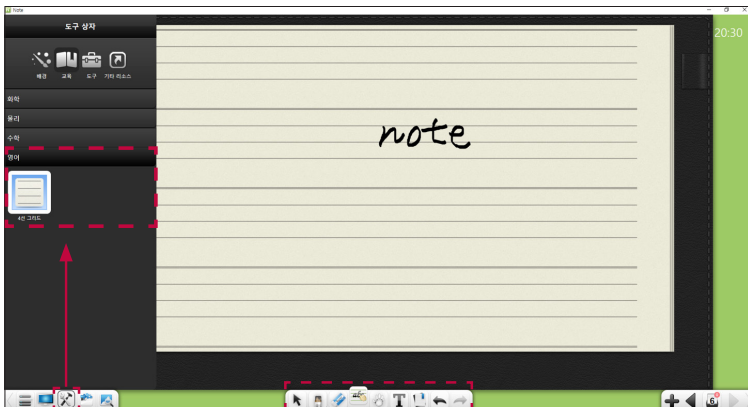 Note
도구 상자
20:30
배경 교육 도구 기타 리소스
화학
물리
수학
영어
note
4선 그리드
T
6